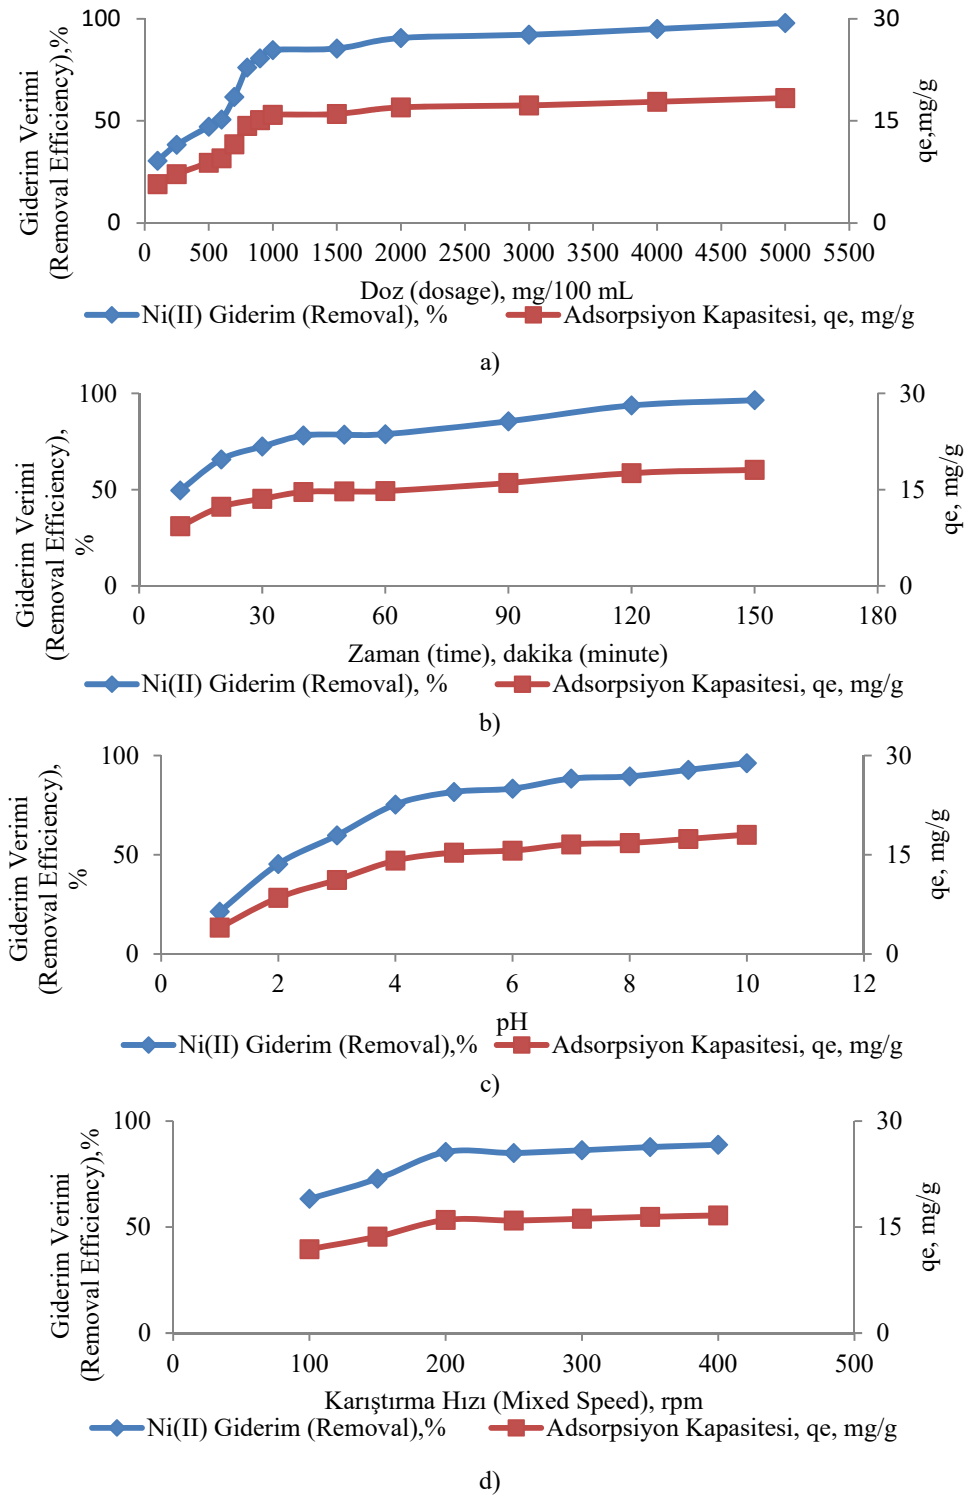 Giderim Verimi
(Removal Efficiency),%
100
50
0
30
15
0
qe,mg/g
0 500 1000 1500 2000 2500 3000 3500 4000 4500 5000 5500
Doz (dosage), mg/100 mL
Ni(II) Giderim (Removal), % Adsorpsiyon Kapasitesi, qe, mg/g
a)
Giderim Verimi
(Removal Efficiency),
%
100
50
0
30
15
0
qe, mg/g
0 30 60 90 120 150 180
Zaman (time), dakika (minute)
Ni(II) Giderim (Removal), % Adsorpsiyon Kapasitesi, qe, mg/g
b)
Giderim Verimi
(Removal Efficiency),
%
100
50
0
30
15
0
qe, mg/g
0 2 4 6 8 10 12
pH
Ni(II) Giderim (Removal),% Adsorpsiyon Kapasitesi, qe, mg/g
c)
Giderim Verimi
(Removal Efficiency),%
100
50
0
30
15
0
qe, mg/g
0 100 200 300 400 500
Karıştırma Hızı (Mixed Speed), rpm
Ni(II) Giderim (Removal),% Adsorpsiyon Kapasitesi, qe, mg/g
d)